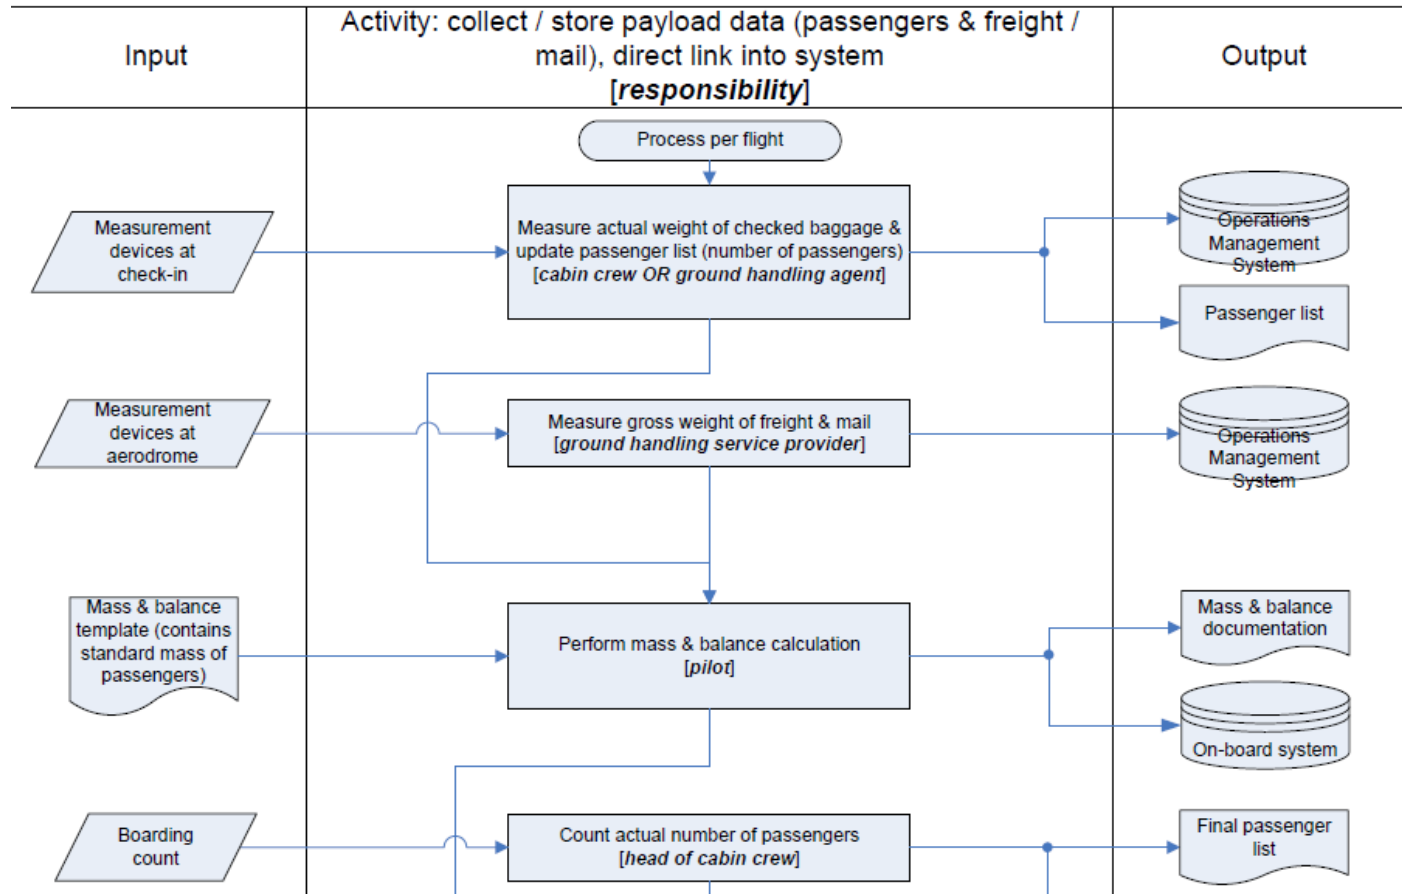 Input
Activity: collect / store payload data (passengers & freight /
mail), direct link into system
[responsibility]
Output
Process per flight
Measurement
devices at
check-in
Measure actual weight of checked baggage &
update passenger list (number of passengers)
[cabin crew OR ground handling agent]
Operations
Management
System
Passenger list
Measurement
devices at
aerodrome
Measure gross weight of freight & mail
[ground handling service provider]
Operations
Management
System
Mass & balance
template (contains
standard mass of
passengers)
Perform mass & balance calculation
[pilot]
Mass & balance
documentation
On-board system
Boarding
count
Count actual number of passengers
[head of cabin crew]
Final passenger
list